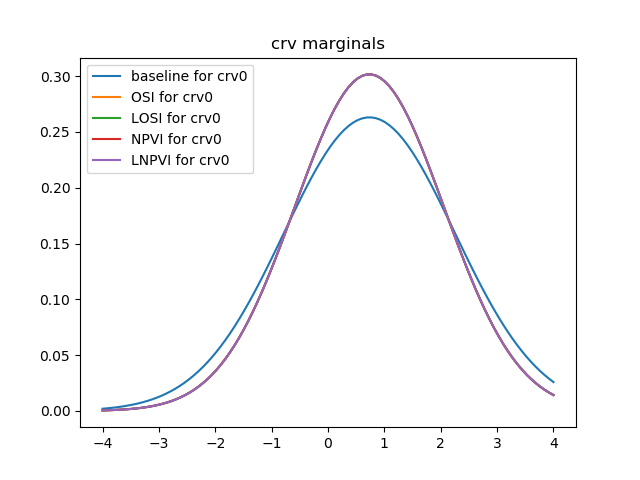 crv marginals
baseline for crv0
OSI for crv0
LOSI for crv0
NPVI for crv0
LNPVI for crv0
0.30
0.25
0.20
0.15
0.10
0.05
0.00
−4 −3 −2 −1 0 1 2 3 4